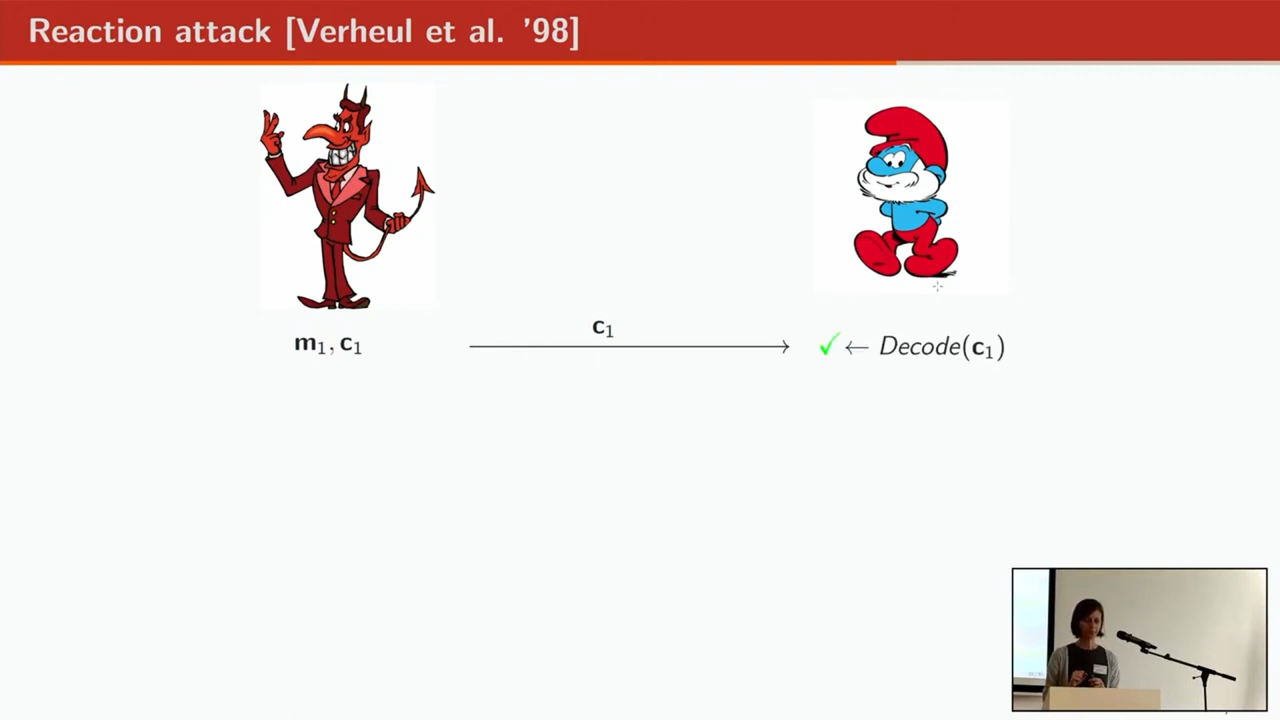 Reaction attack [Verheul et al. ’98]
m₁, c₁
c₁
✓ ← Decode(c₁)